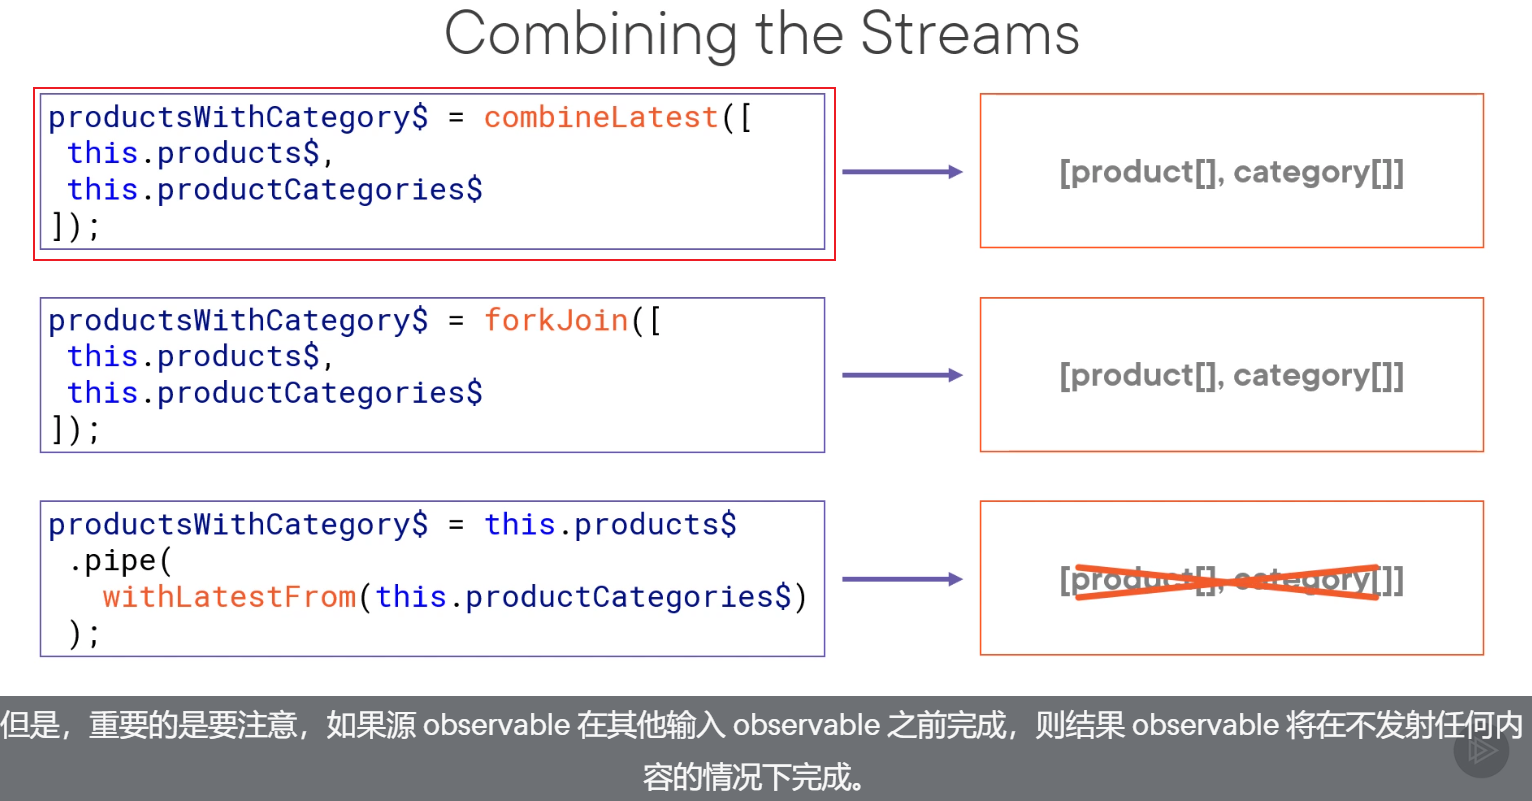 Combining the Streams
productsWithCategory$ = combineLatest([
this.products$,
this.productCategories$
]);
[product[], category[]]
productsWithCategory$ = forkJoin([
this.products$,
this.productCategories$
]);
[product[], category[]]
productsWithCategory$ = this.products$
.pipe(
withLatestFrom(this.productCategories$)
);
[product[], category[]]
但是，重要的是要注意，如果源 observable 在其他输入 observable 之前完成，则结果 observable 将在不发射任何内
容的情况下完成。